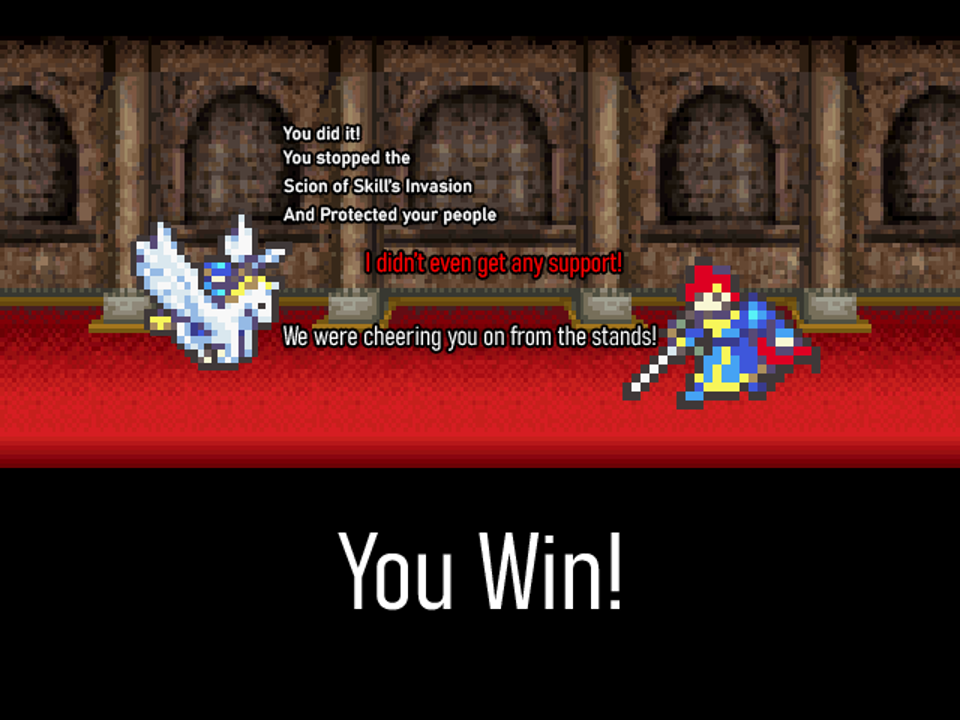 You did it!
You stopped the
Scion of Skill's Invasion
And Protected your people
I didn't even get any support!
We were cheering you on from the stands!
You Win!